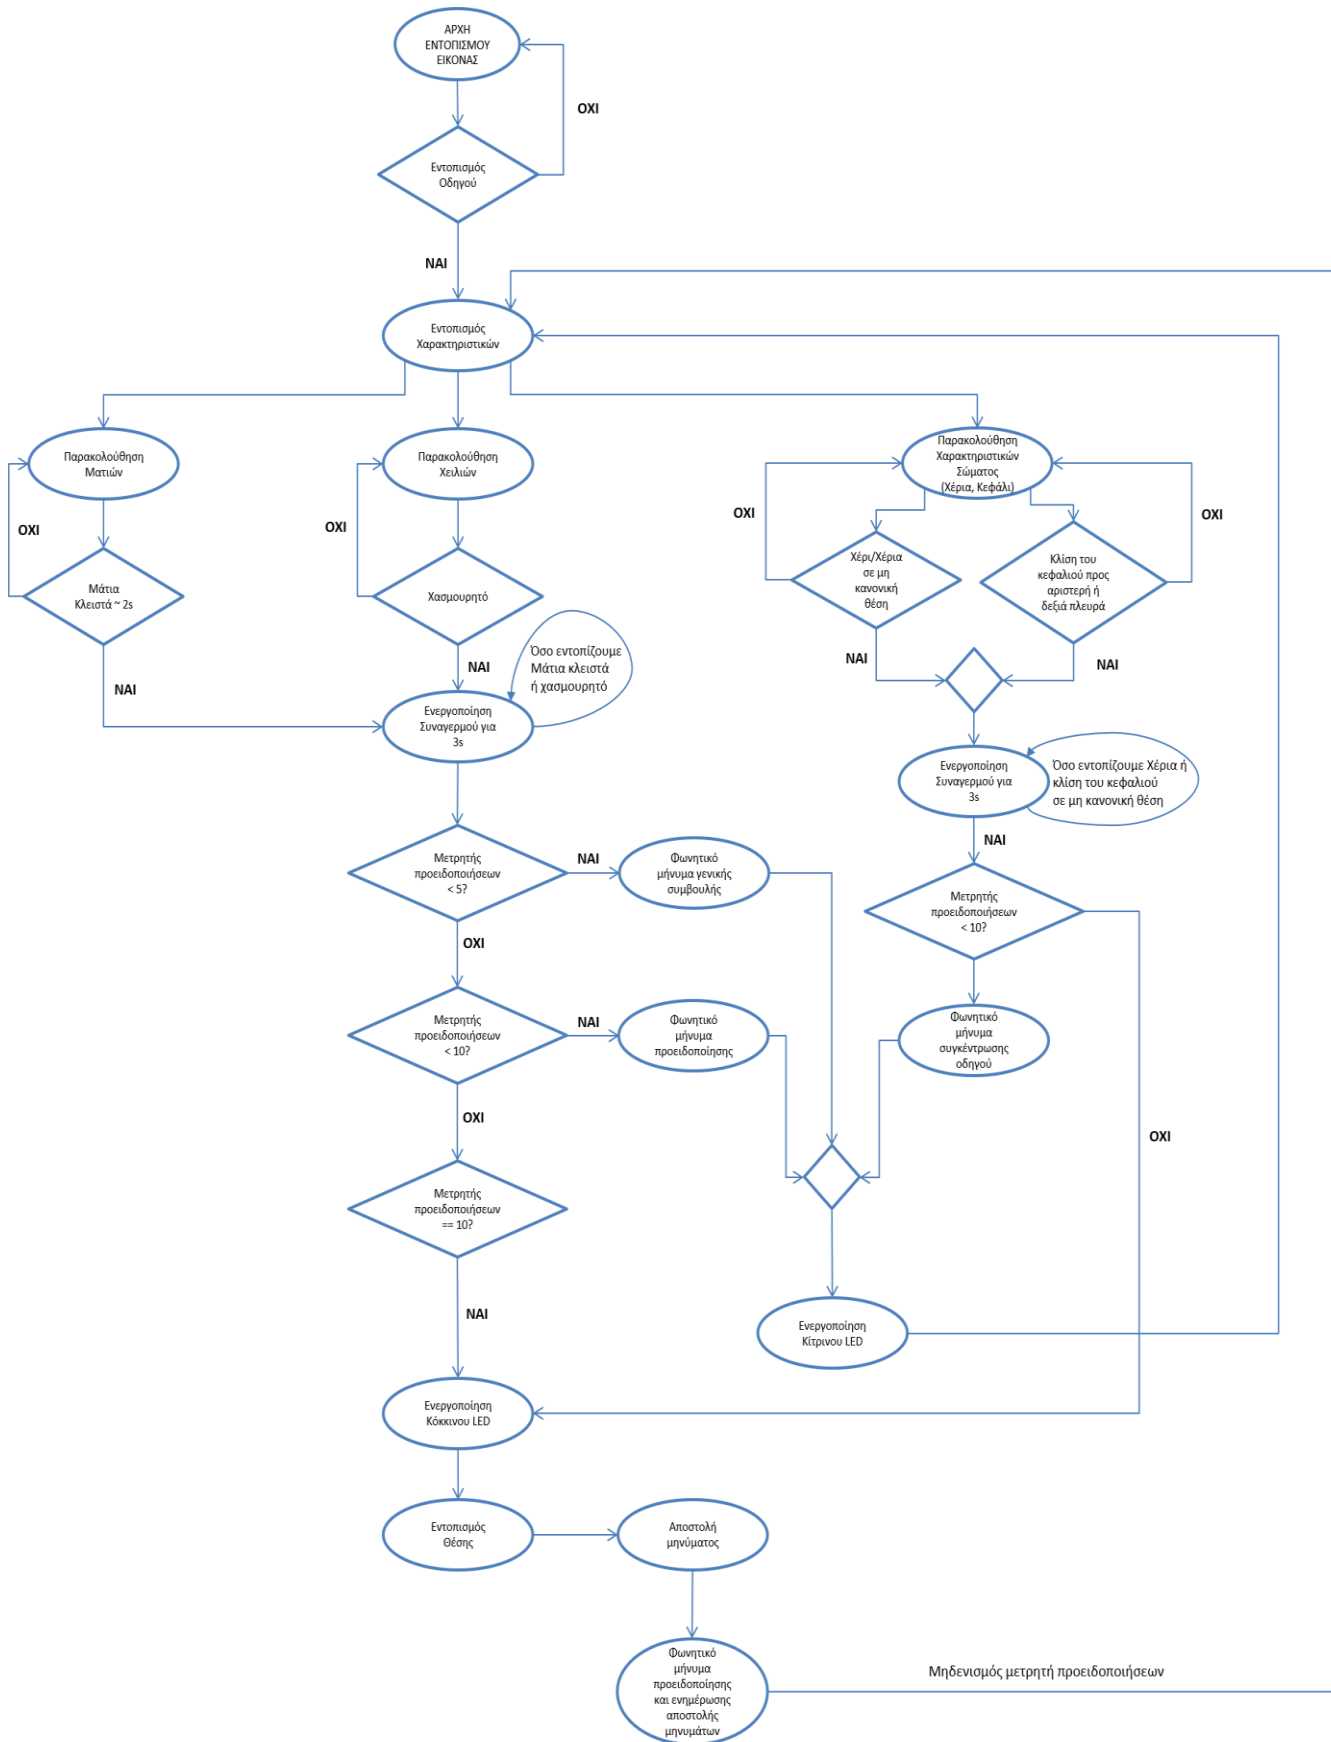 ΑΡΧΗ
ΕΝΤΟΠΙΣΜΟΥ
ΕΙΚΟΝΑΣ
ΟΧΙ
Εντοπισμός
Οδηγού
ΝΑΙ
Εντοπισμός
Χαρακτηριστικών
Παρακολούθηση
Ματιών
Παρακολούθηση
Χειλιών
Παρακολούθηση
Χαρακτηριστικών
Σώματος
(Χέρια, Κεφάλι)
ΟΧΙ
ΟΧΙ
ΟΧΙ
ΟΧΙ
Μάτια
Κλειστά ~ 2s
Χασμουρητό
Χέρι/Χέρια
σε μη
κανονική
θέση
Κλίση του
κεφαλιού προς
αριστερή ή
δεξιά πλευρά
ΝΑΙ
ΝΑΙ
ΝΑΙ
ΝΑΙ
Όσο εντοπίζουμε
Μάτια κλειστά
ή χασμουρητό
Ενεργοποίηση
Συναγερμού για
3s
Ενεργοποίηση
Συναγερμού για
3s
Όσο εντοπίζουμε Χέρια ή
κλίση του κεφαλιού
σε μη κανονική θέση
ΝΑΙ
Μετρητής
προειδοποιήσεων
< 5?
ΝΑΙ
Φωνητικό
μήνυμα γενικής
συμβουλής
Μετρητής
προειδοποιήσεων
< 10?
ΟΧΙ
Μετρητής
προειδοποιήσεων
< 10?
ΝΑΙ
Φωνητικό
μήνυμα
προειδοποίησης
Φωνητικό
μήνυμα
συγκέντρωσης
οδηγού
ΟΧΙ
ΟΧΙ
Μετρητής
προειδοποιήσεων
== 10?
ΝΑΙ
Ενεργοποίηση
Κίτρινου LED
Ενεργοποίηση
Κόκκινου LED
Εντοπισμός
Θέσης
Αποστολή
μηνύματος
Φωνητικό
μήνυμα
προειδοποίησης
και ενημέρωσης
αποστολής
μηνυμάτων
Μηδενισμός μετρητή προειδοποιήσεων